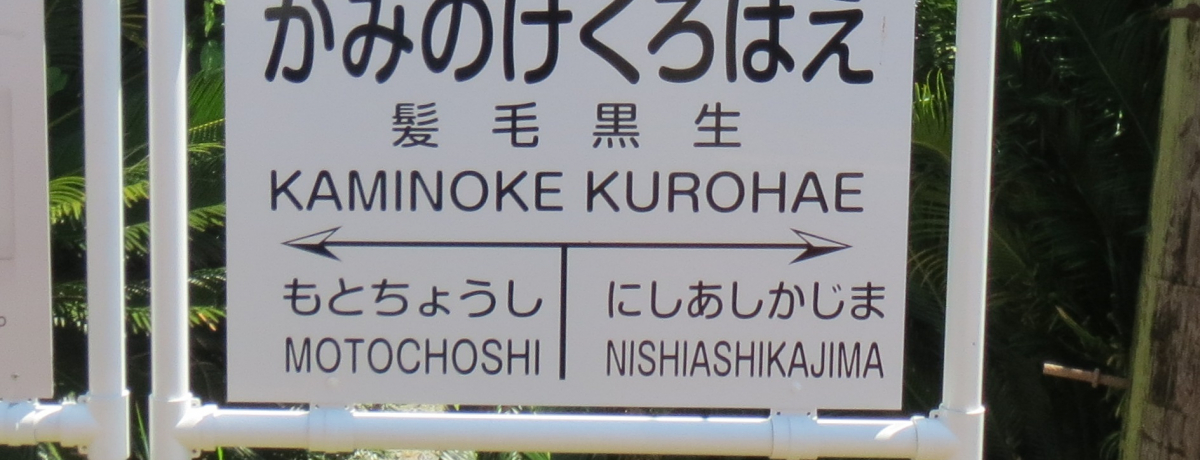 かみのけくろはえ
髪毛黒生
KAMINOKE KUROHAE
もとちょうし にしあしかじま
MOTOCHOSHI NISHIASHIKAJIMA